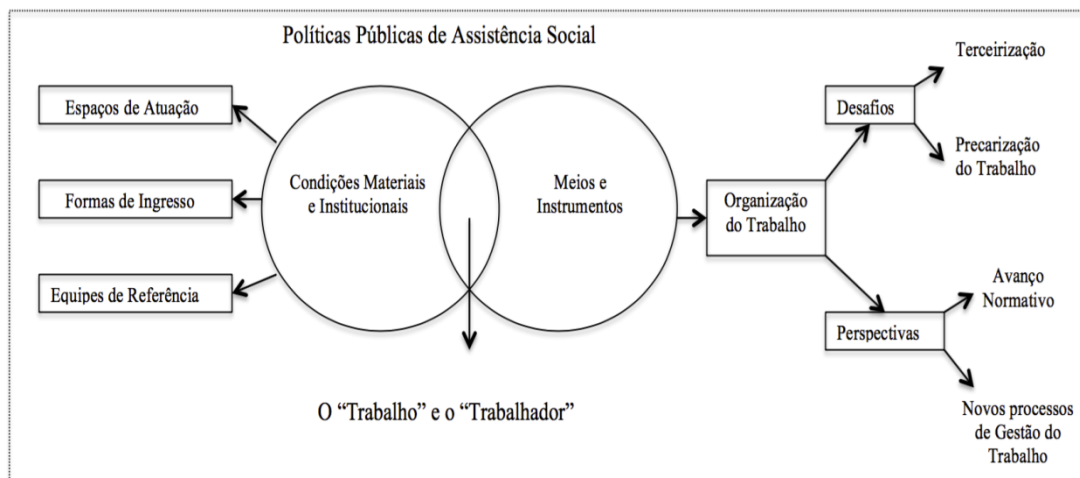 Políticas Públicas de Assistência Social
Espaços de Atuação
Formas de Ingresso
Equipes de Referência
Condições Materiais
e Institucionais
Meios e
Instrumentos
O “Trabalho” e o “Trabalhador”
Organização
do Trabalho
Desafios
Terceirização
Precarização
do Trabalho
Perspectivas
Avanço
Normativo
Novos processos
de Gestão do
Trabalho